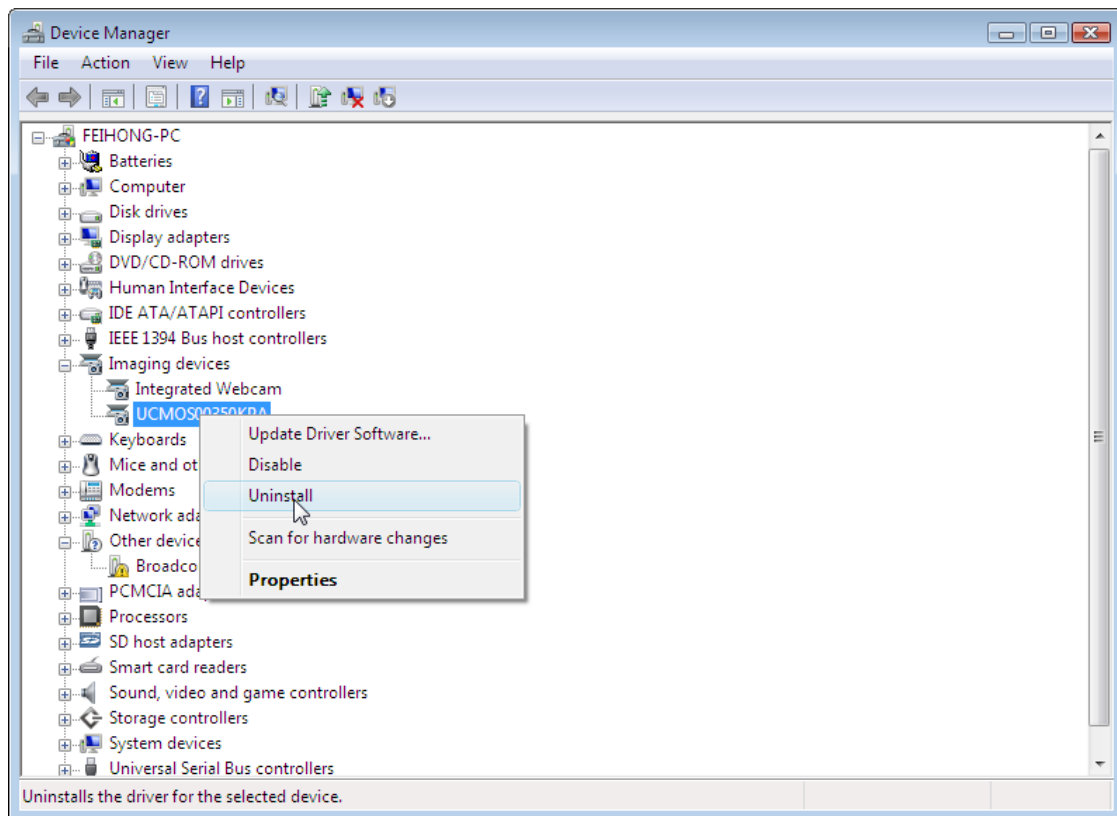 Device Manager
File Action View Help
FEIHONG-PC
Batteries
Computer
Disk drives
Display adapters
DVD/CD-ROM drives
Human Interface Devices
IDE ATA/ATAPI controllers
IEEE 1394 Bus host controllers
Imaging devices
Integrated Webcam
UCMOS00350KPA
Update Driver Software...
Keyboards
Mice and ot
Disable
Modems
Uninstall
Network ada
Other device
Scan for hardware changes
Broadco
PCMCIA ada
Properties
Processors
SD host adapters
Smart card readers
Sound, video and game controllers
Storage controllers
System devices
Universal Serial Bus controllers
Uninstalls the driver for the selected device.